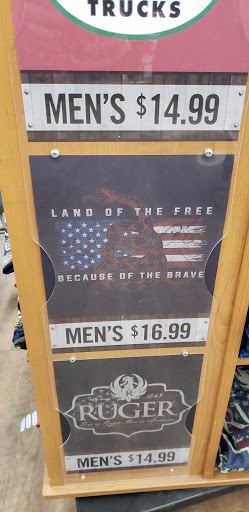 TRUCKS
MEN'S $14.99
LAND OF THE FREE
BECAUSE OF THE BRAVE
MEN'S $16.99
RUGER
MEN'S $14.99